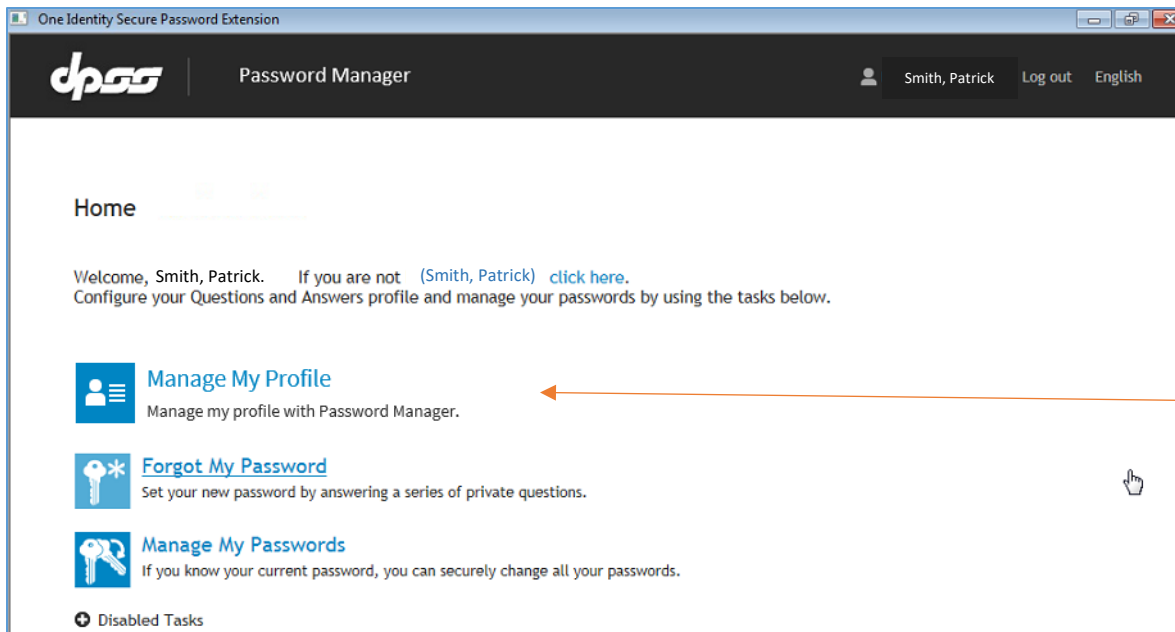 One Identity Secure Password Extension
dpss Password Manager Smith, Patrick Log out English
Home
Welcome, Smith, Patrick. If you are not (Smith, Patrick) click here.
Configure your Questions and Answers profile and manage your passwords by using the tasks below.
Manage My Profile
Manage my profile with Password Manager.
Forgot My Password
Set your new password by answering a series of private questions.
Manage My Passwords
If you know your current password, you can securely change all your passwords.
Disabled Tasks